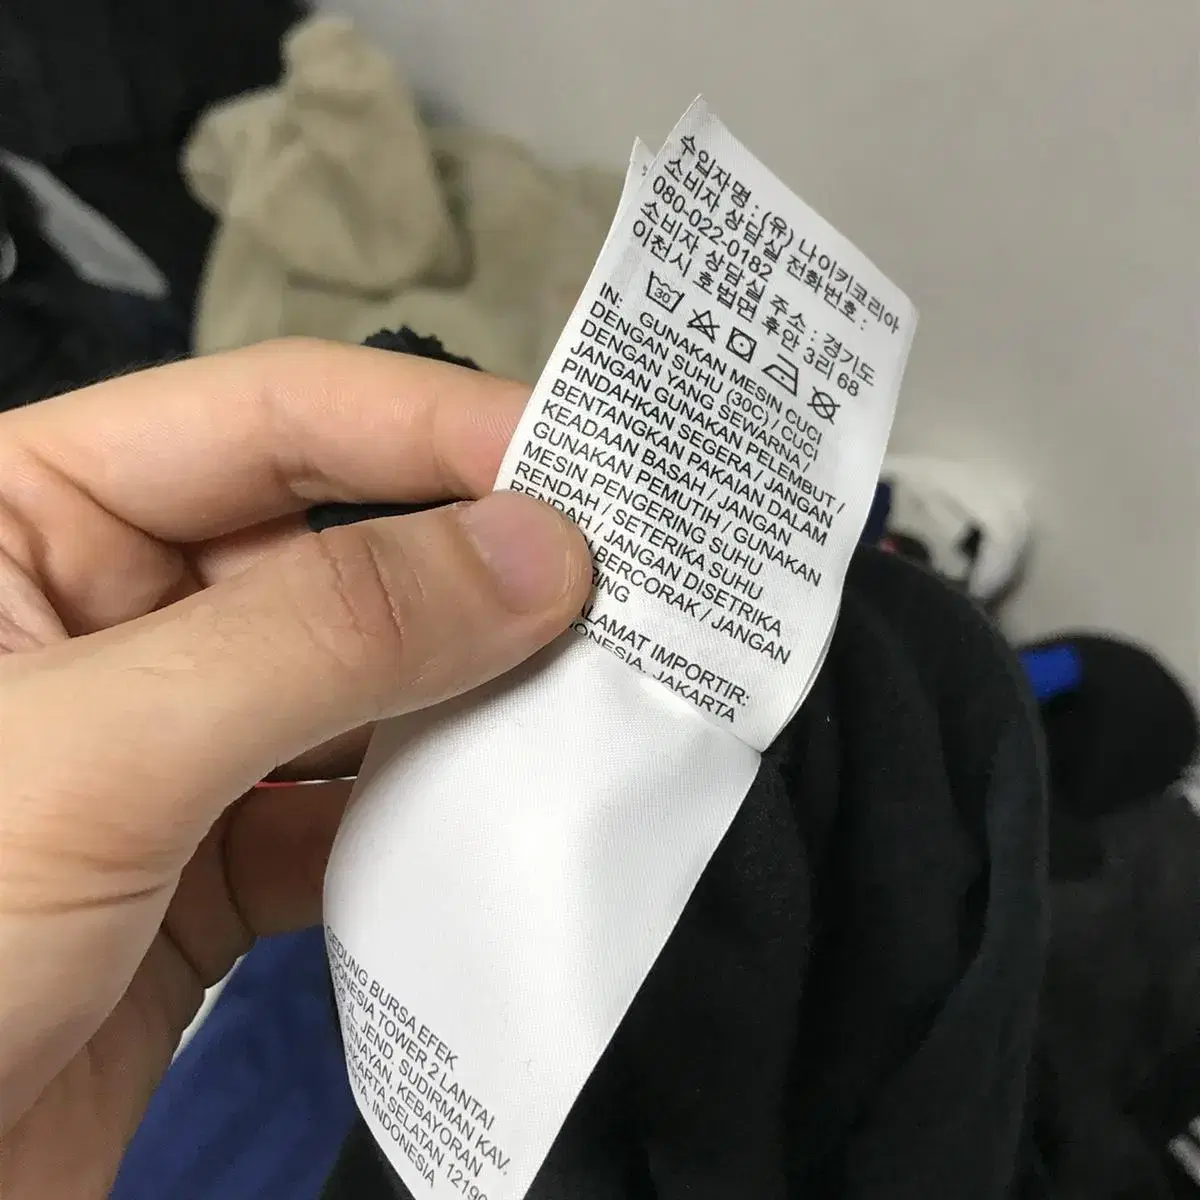 수입자명 : (유) 나이키코리아
소비자 상담실 전화번호 :
080-022-0182
소비자 상담실 주소 : 경기도
이천시 호법면 후안 3리 68
30
IN: GUNAKAN MESIN CUCI
DENGAN SUHU (30C) / CUCI
DENGAN YANG SEWARNA /
JANGAN GUNAKAN PELEMBUT /
PINDAHKAN SEGERA / JANGAN
BENTANGKAN PAKAIAN DALAM
KEADAAN BASAH / JANGAN
GUNAKAN PEMUTIH / GUNAKAN
MESIN PENGERING SUHU
RENDAH / SETERIKA SUHU
RENDAH / JANGAN DISETRIKA
BERCORAK / JANGAN
ALAMAT IMPORTIR:
JAKARTA
GEDUNG BURSA EFEK
INDONESIA TOWER 2 LANTAI
JL. JEND. SUDIRMAN KAV.
SENAYAN, KEBAYORAN
JAKARTA SELATAN 12190
INDONESIA